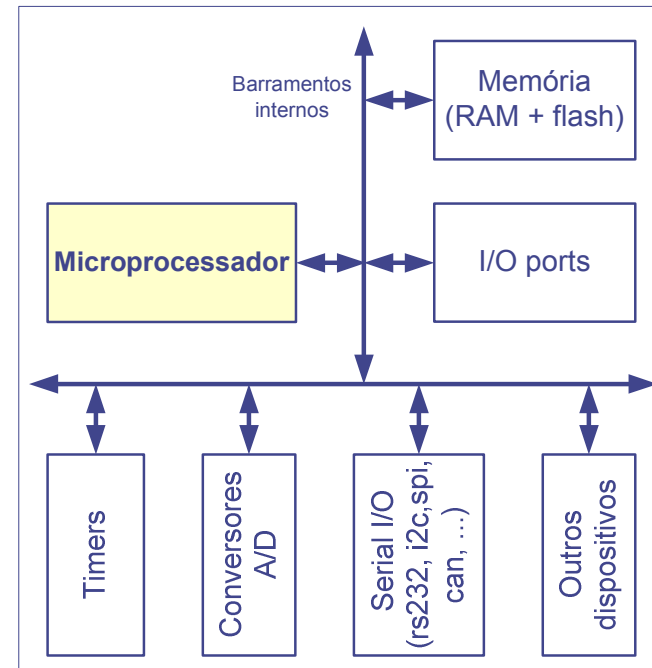 Barramentos
internos
Memória
(RAM + flash)
Microprocessador
I/O ports
Timers
Conversores
A/D
Serial I/O
(rs232, i2c,spi,
can, ...)
Outros
dispositivos